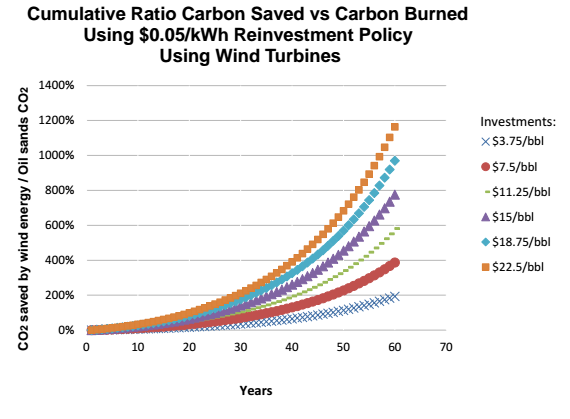 Cumulative Ratio Carbon Saved vs Carbon Burned
Using $0.05/kWh Reinvestment Policy
Using Wind Turbines
CO2 saved by wind energy / Oil sands CO2
1400%
1200%
1000%
800%
600%
400%
200%
0%
0
10
20
30
40
50
60
70
Years
Investments:
$3.75/bbl
$7.5/bbl
$11.25/bbl
$15/bbl
$18.75/bbl
$22.5/bbl